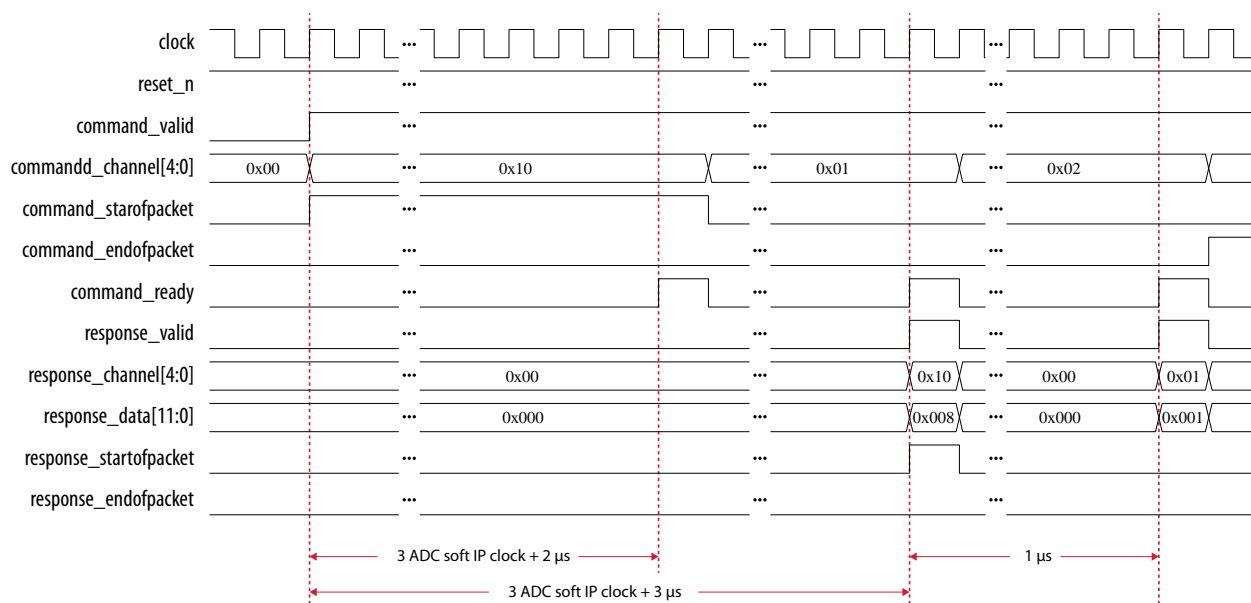 clock ... ... ...
reset_n ... ... ...
command_valid ... ... ...
commandd_channel[4:0] 0x00 ... 0x10 ... 0x01 ... 0x02
command_starofpacket ... ... ...
command_endofpacket ... ... ...
command_ready ... ... ...
response_valid ... ... ...
response_channel[4:0] ... 0x00 ... 0x10 ... 0x00 0x01
response_data[11:0] ... 0x000 ... 0x008 ... 0x000 0x001
response_startofpacket ... ... ...
response_endofpacket ... ... ...
3 ADC soft IP clock + 2 µs 1 µs
3 ADC soft IP clock + 3 µs